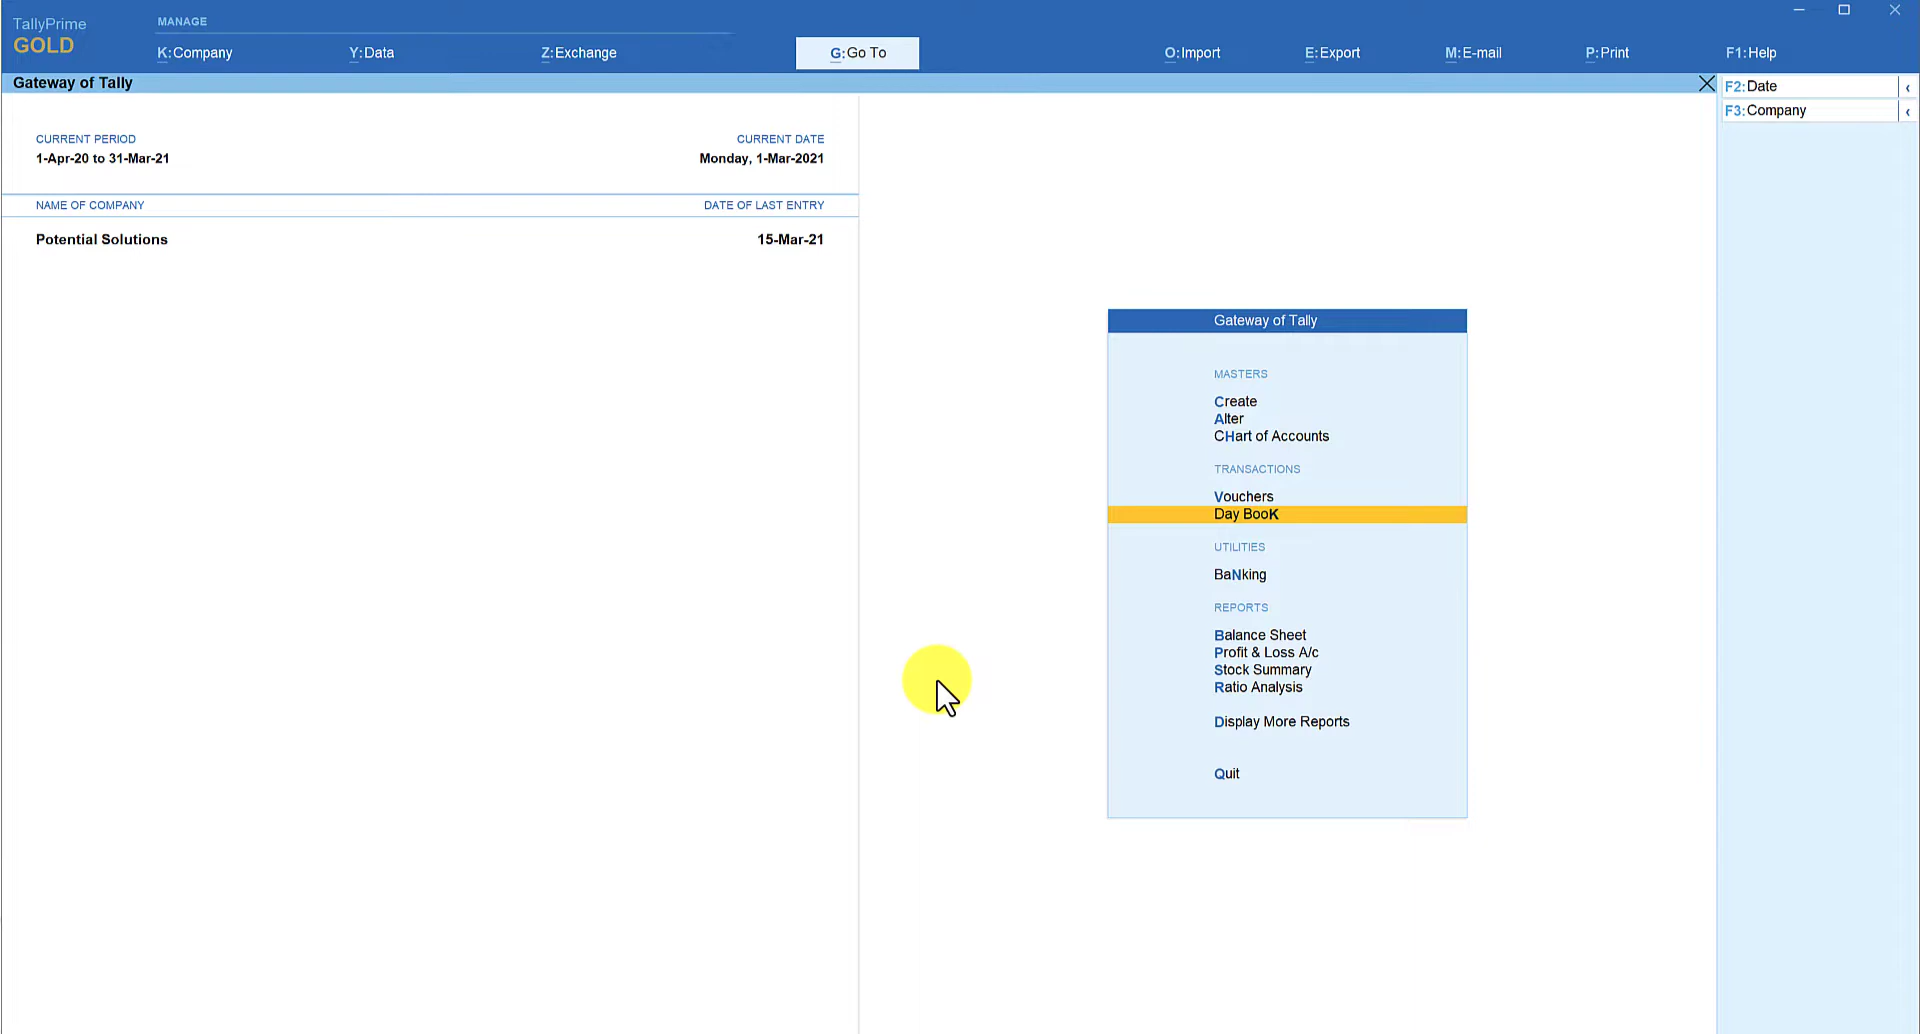 TallyPrime
GOLD
MANAGE
K:Company
Y:Data
Z:Exchange
G:Go To
O:Import
E:Export
M:E-mail
P:Print
F1:Help
Gateway of Tally
F2:Date
F3:Company
CURRENT PERIOD
CURRENT DATE
1-Apr-20 to 31-Mar-21
Monday, 1-Mar-2021
NAME OF COMPANY
DATE OF LAST ENTRY
Potential Solutions
15-Mar-21
Gateway of Tally
MASTERS
Create
Alter
CHart of Accounts
TRANSACTIONS
Vouchers
Day BooK
UTILITIES
BaNking
REPORTS
Balance Sheet
Profit & Loss A/c
Stock Summary
Ratio Analysis
Display More Reports
Quit